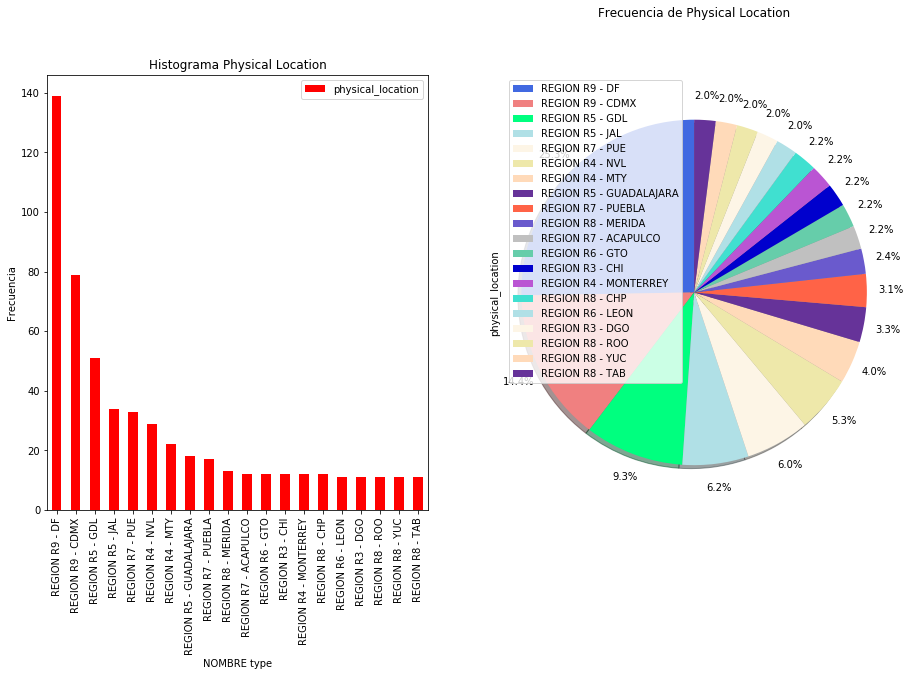 Histograma Physical Location
physical_location
140
120
100
80
60
40
20
0
Frecuencia
REGION R9 - DF
REGION R9 - CDMX
REGION R5 - GDL
REGION R5 - JAL
REGION R7 - PUE
REGION R4 - NVL
REGION R4 - MTY
REGION R5 - GUADALAJARA
REGION R7 - PUEBLA
REGION R8 - MERIDA
REGION R7 - ACAPULCO
REGION R6 - GTO
REGION R3 - CHI
REGION R4 - MONTERREY
REGION R8 - CHP
REGION R6 - LEON
REGION R3 - DGO
REGION R8 - ROO
REGION R8 - YUC
REGION R8 - TAB
NOMBRE type
Frecuencia de Physical Location
physical_location
REGION R9 - DF
REGION R9 - CDMX
REGION R5 - GDL
REGION R5 - JAL
REGION R7 - PUE
REGION R4 - NVL
REGION R4 - MTY
REGION R5 - GUADALAJARA
REGION R7 - PUEBLA
REGION R8 - MERIDA
REGION R7 - ACAPULCO
REGION R6 - GTO
REGION R3 - CHI
REGION R4 - MONTERREY
REGION R8 - CHP
REGION R6 - LEON
REGION R3 - DGO
REGION R8 - ROO
REGION R8 - YUC
REGION R8 - TAB
14.4%
9.3%
6.2%
6.0%
5.3%
4.0%
3.3%
3.1%
2.4%
2.2%
2.2%
2.2%
2.2%
2.2%
2.0%
2.0%
2.0%
2.0%
2.0%